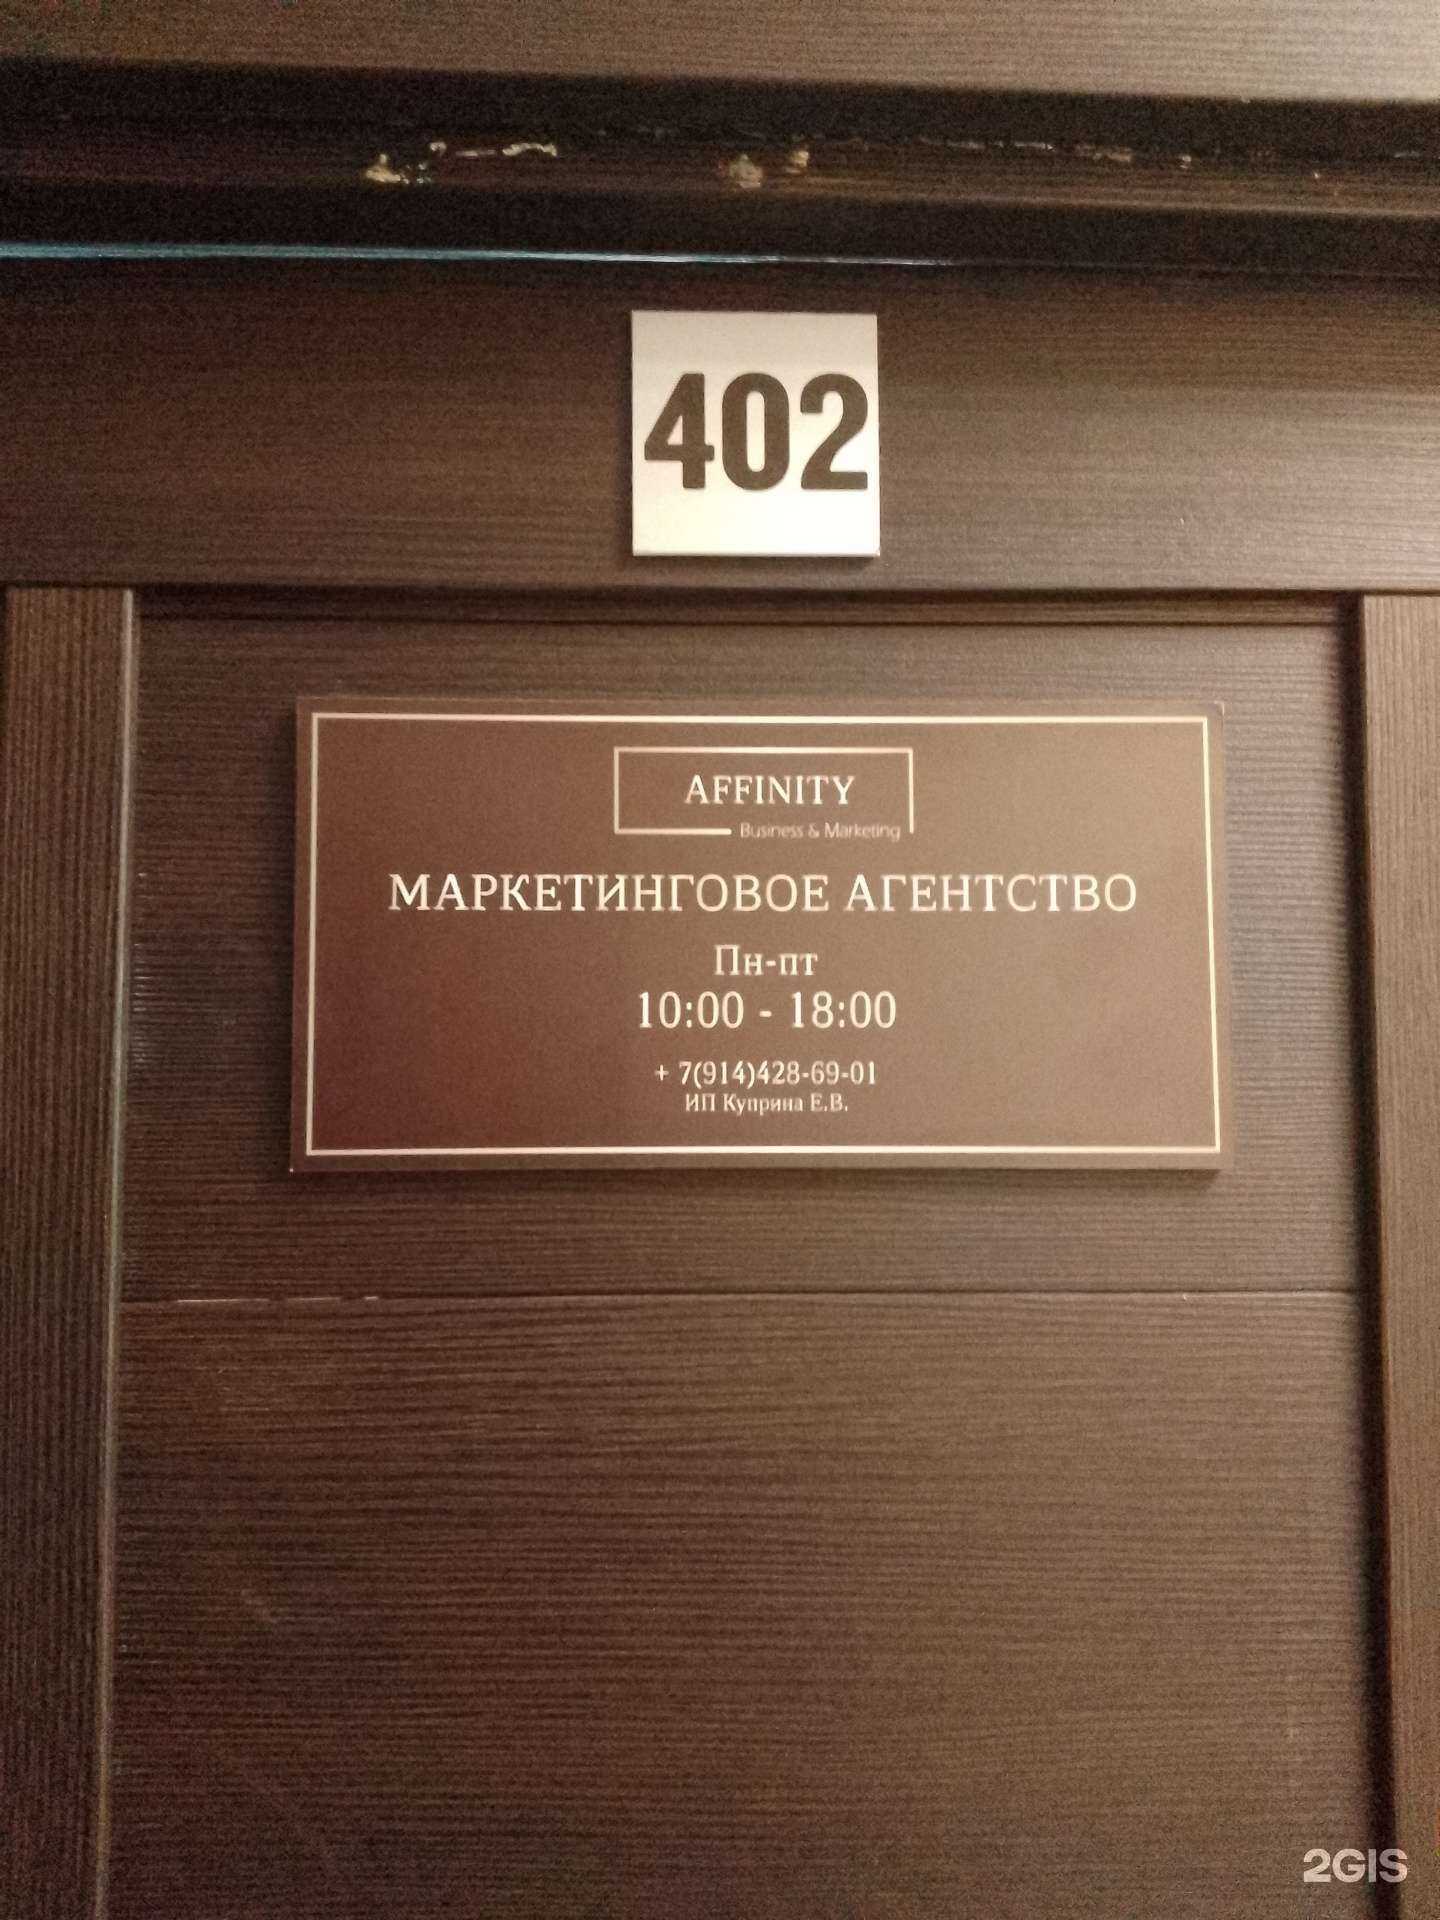 402
AFFINITY
Business & Marketing
МАРКЕТИНГОВОЕ АГЕНТСТВО
Пн-пт
10:00 - 18:00
+ 7(914)428-69-01
ИП Куприна Е.В.
2GIS